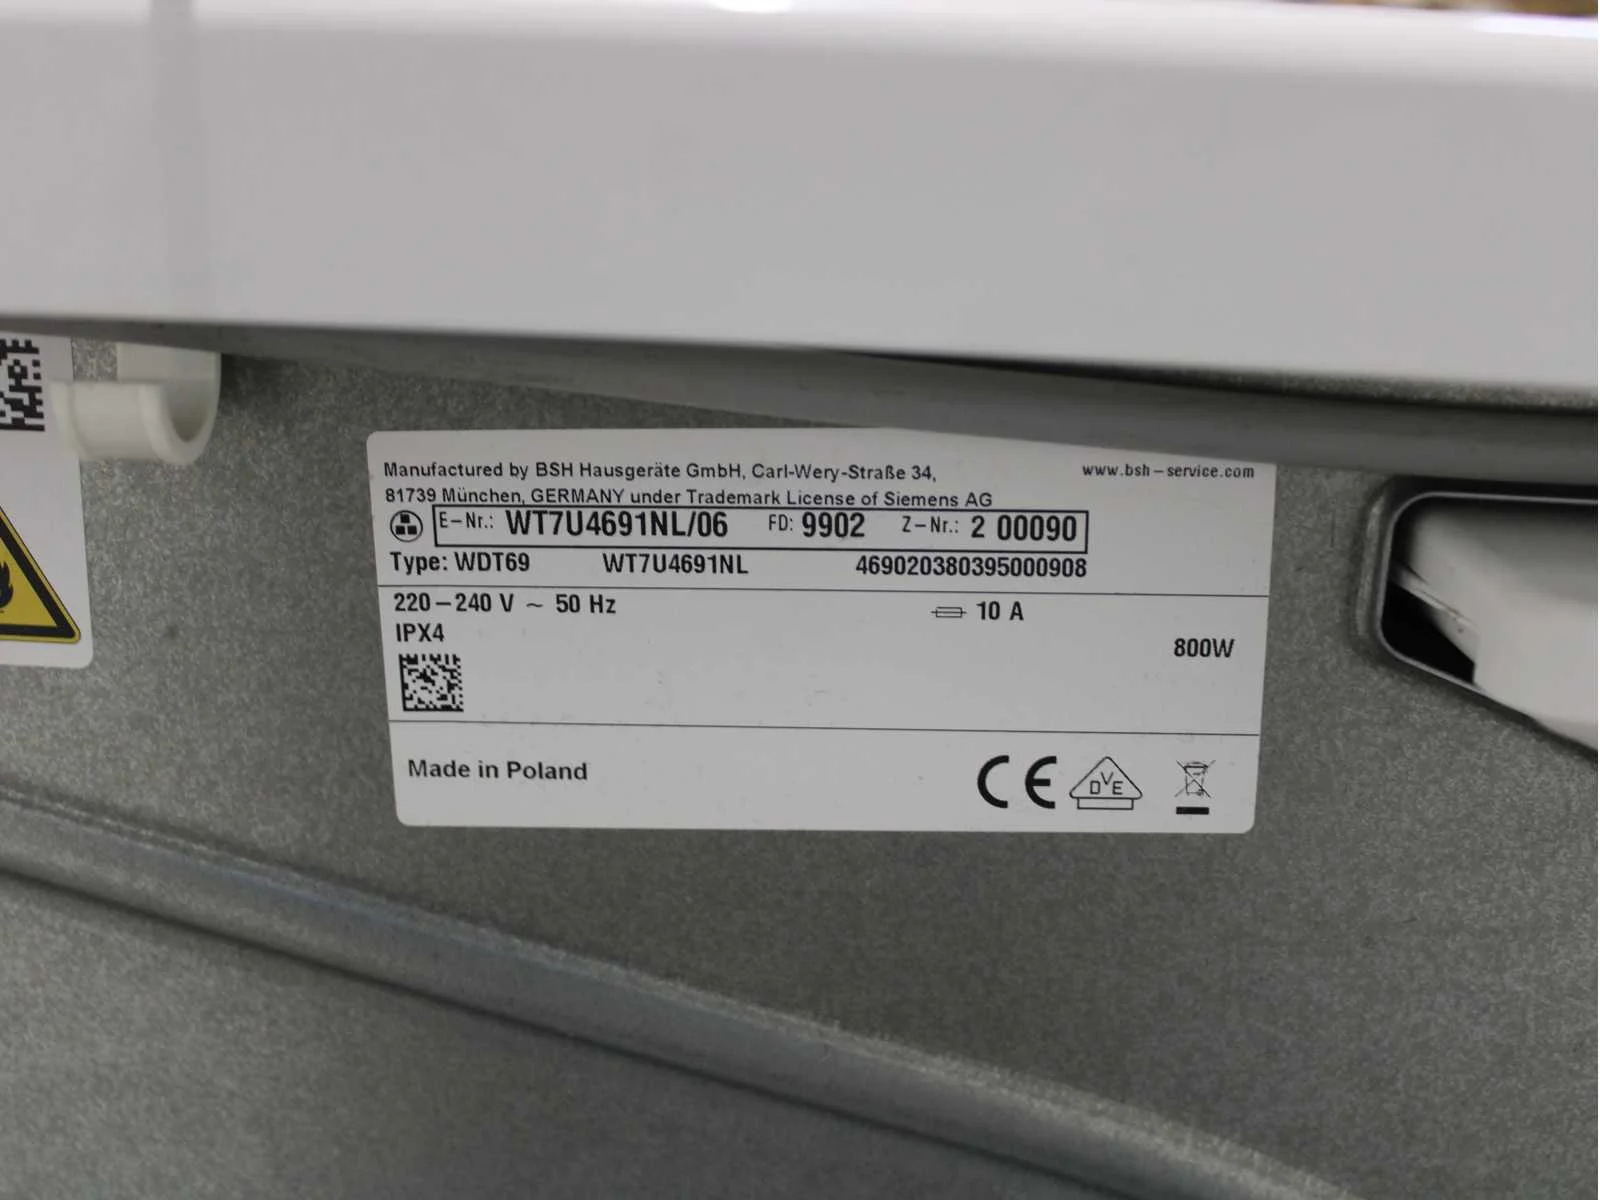 Manufactured by BSH Hausgeräte GmbH, Carl-Wery-Straße 34,
www.bsh-service.com
81739 München, GERMANY under Trademark License of Siemens AG
E-Nr.: WT7U4691NL/06 FD: 9902 Z-Nr.: 2 00090
Type: WDT69 WT7U4691NL 469020380395000908
220-240 V ~ 50 Hz 10 A
IPX4
800W
Made in Poland
CE DVE